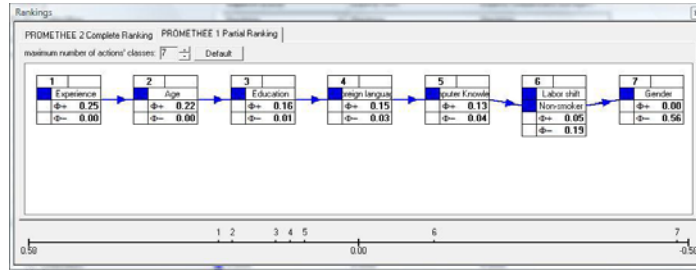 Rankings
PROMETHEE 2 Complete Ranking PROMETHEE 1 Partial Ranking
maximum number of actions' classes: 7 Default
1 2 3 4 5 6 7
Experience Age Education oreign languag puter Knowle Labor shift Gender
Non-smoker
Φ+ 0.25 Φ+ 0.22 Φ+ 0.16 Φ+ 0.15 Φ+ 0.13 Φ+ 0.05 Φ+ 0.00
Φ− 0.00 Φ− 0.00 Φ− 0.01 Φ− 0.03 Φ− 0.04 Φ− 0.19 Φ− 0.56
1 2 3 4 5 6 7
0.58 0.00 -0.58